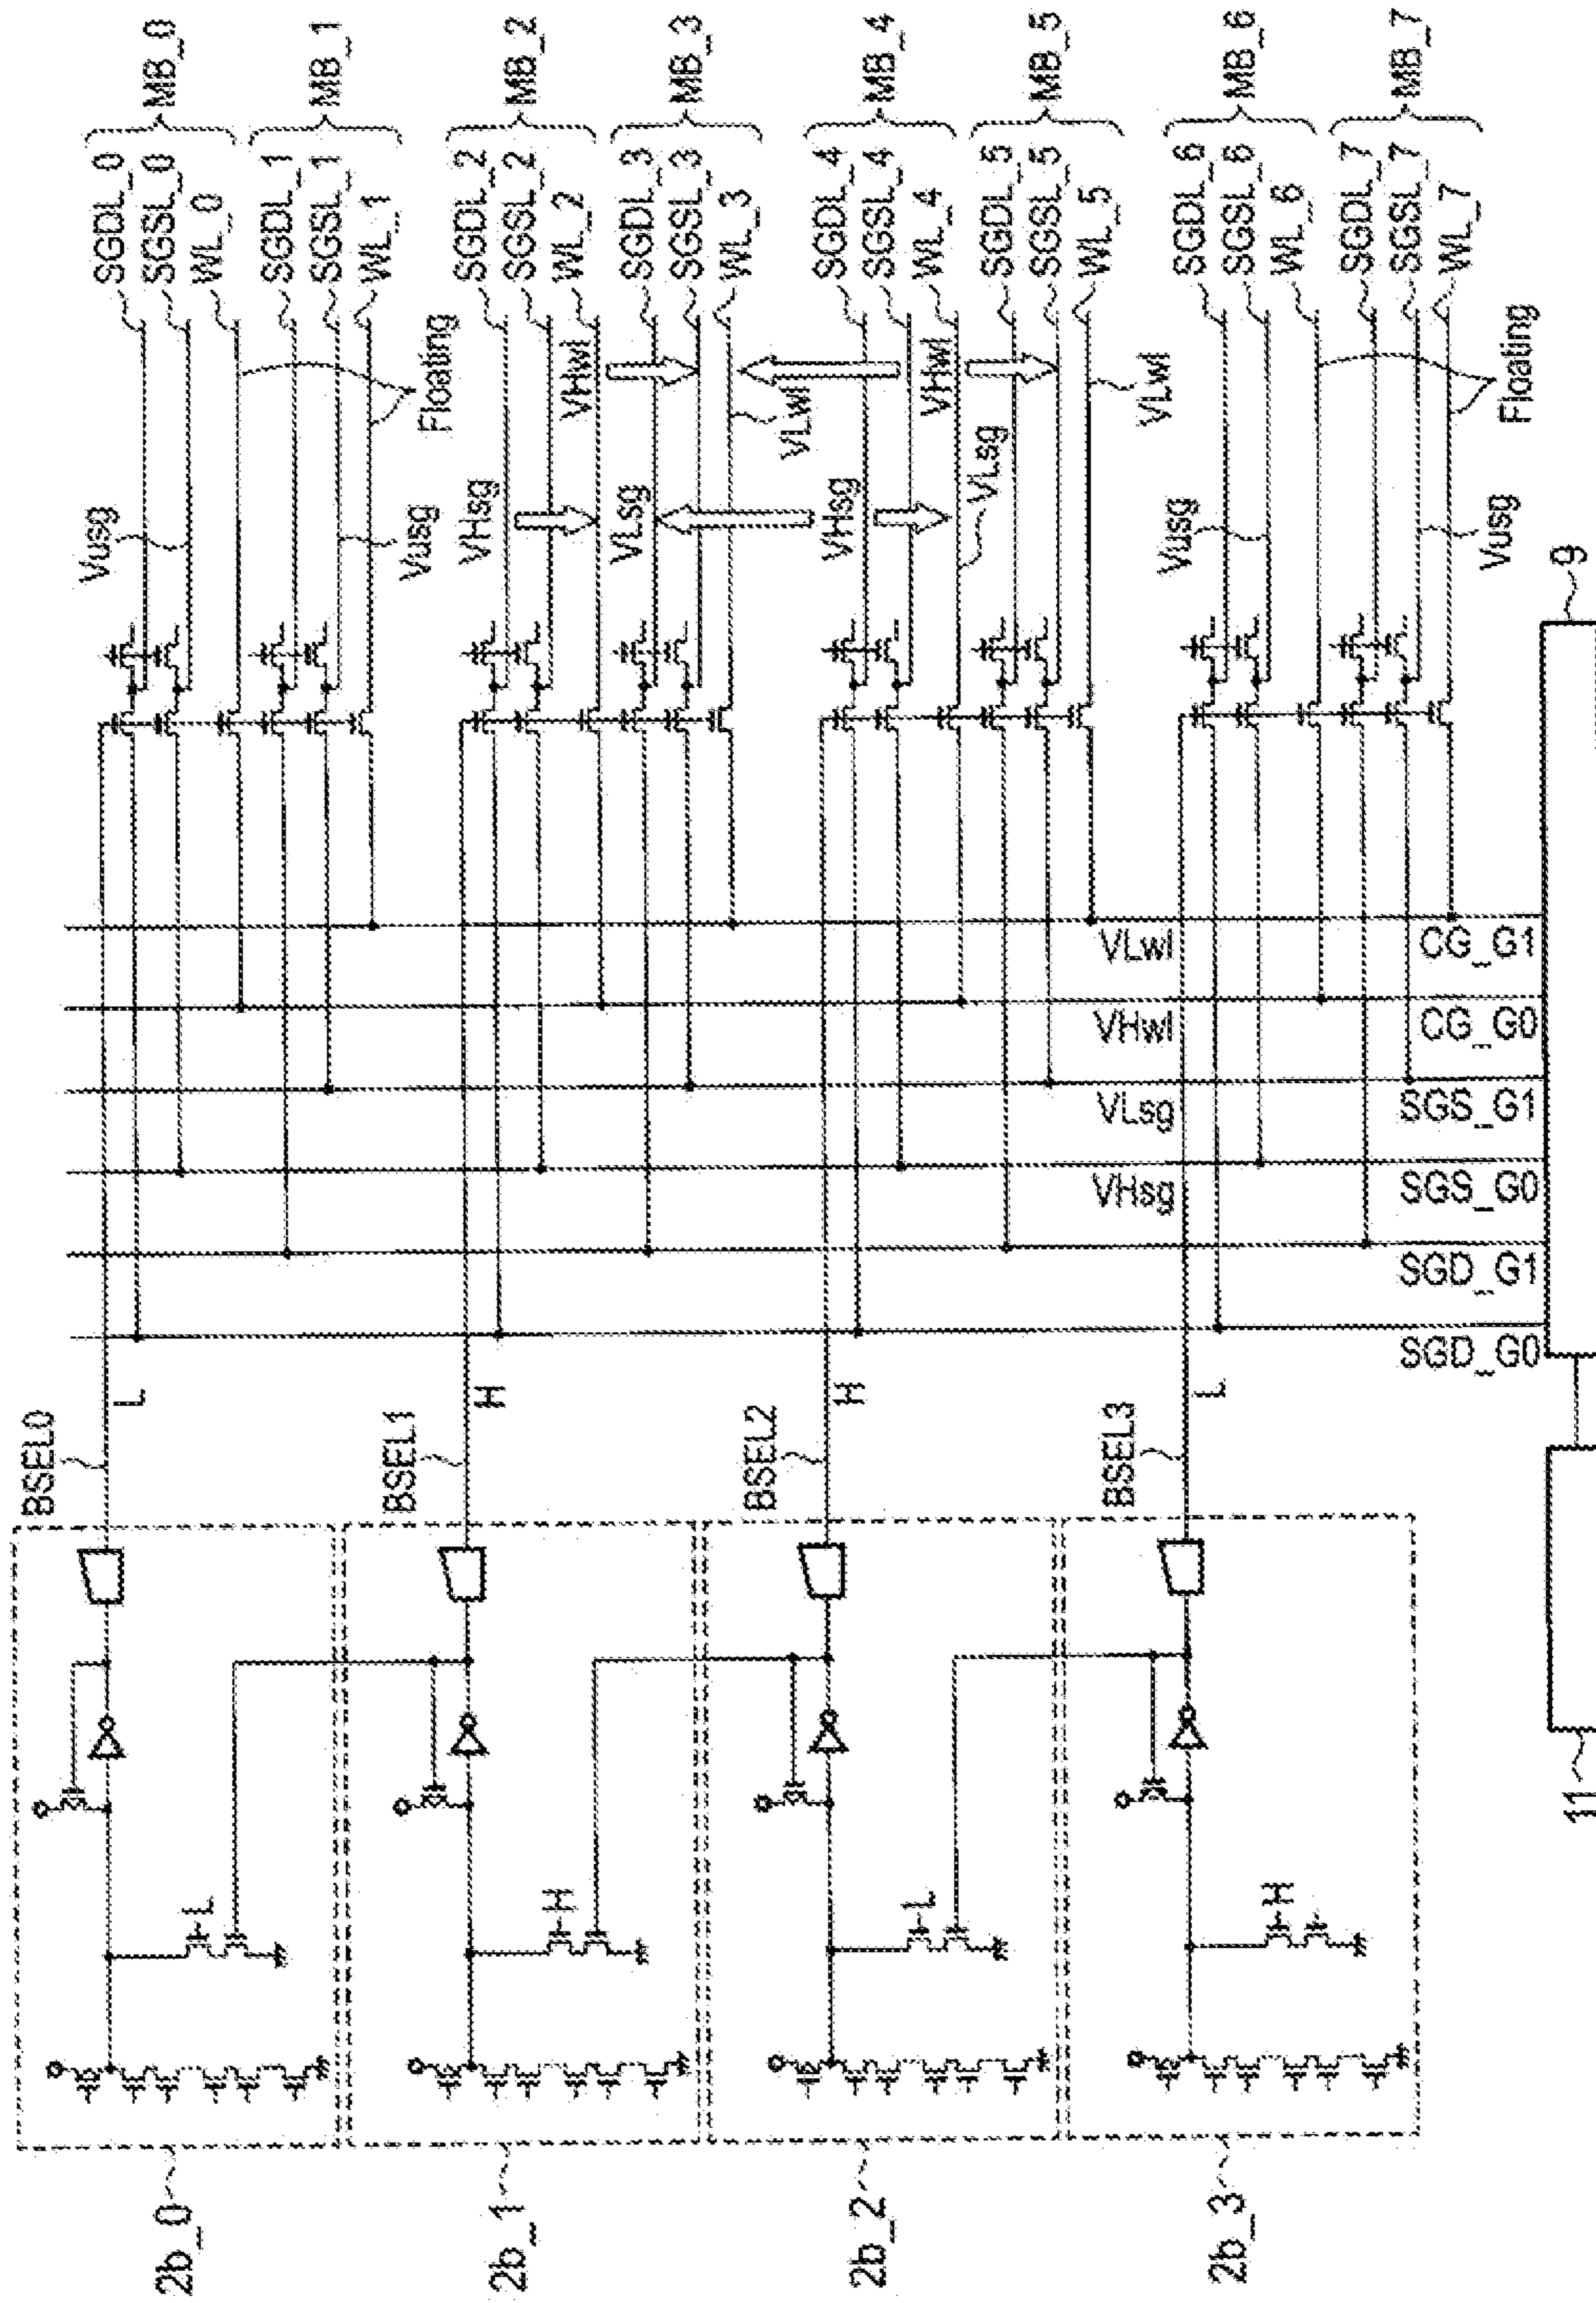 2b_0
2b_1
2b_2
2b_3
BSEL0
BSEL1
BSEL2
BSEL3
L
H
H
L
L
H
L
H
SGD_G0
SGD_G1
SGS_G0
SGS_G1
CG_G0
CG_G1
VHsg
VLsg
VHwl
VLwl
Vusg
Vusg
Floating
VHsg
VLsg
VHwl
VLwl
VHsg
VLsg
VHwl
VLwl
Vusg
Vusg
Floating
SGDL_0
SGSL_0
WL_0
MB_0
SGDL_1
SGSL_1
WL_1
MB_1
SGDL_2
SGSL_2
WL_2
MB_2
SGDL_3
SGSL_3
WL_3
MB_3
SGDL_4
SGSL_4
WL_4
MB_4
SGDL_5
SGSL_5
WL_5
MB_5
SGDL_6
SGSL_6
WL_6
MB_6
SGDL_7
SGSL_7
WL_7
MB_7
11
9